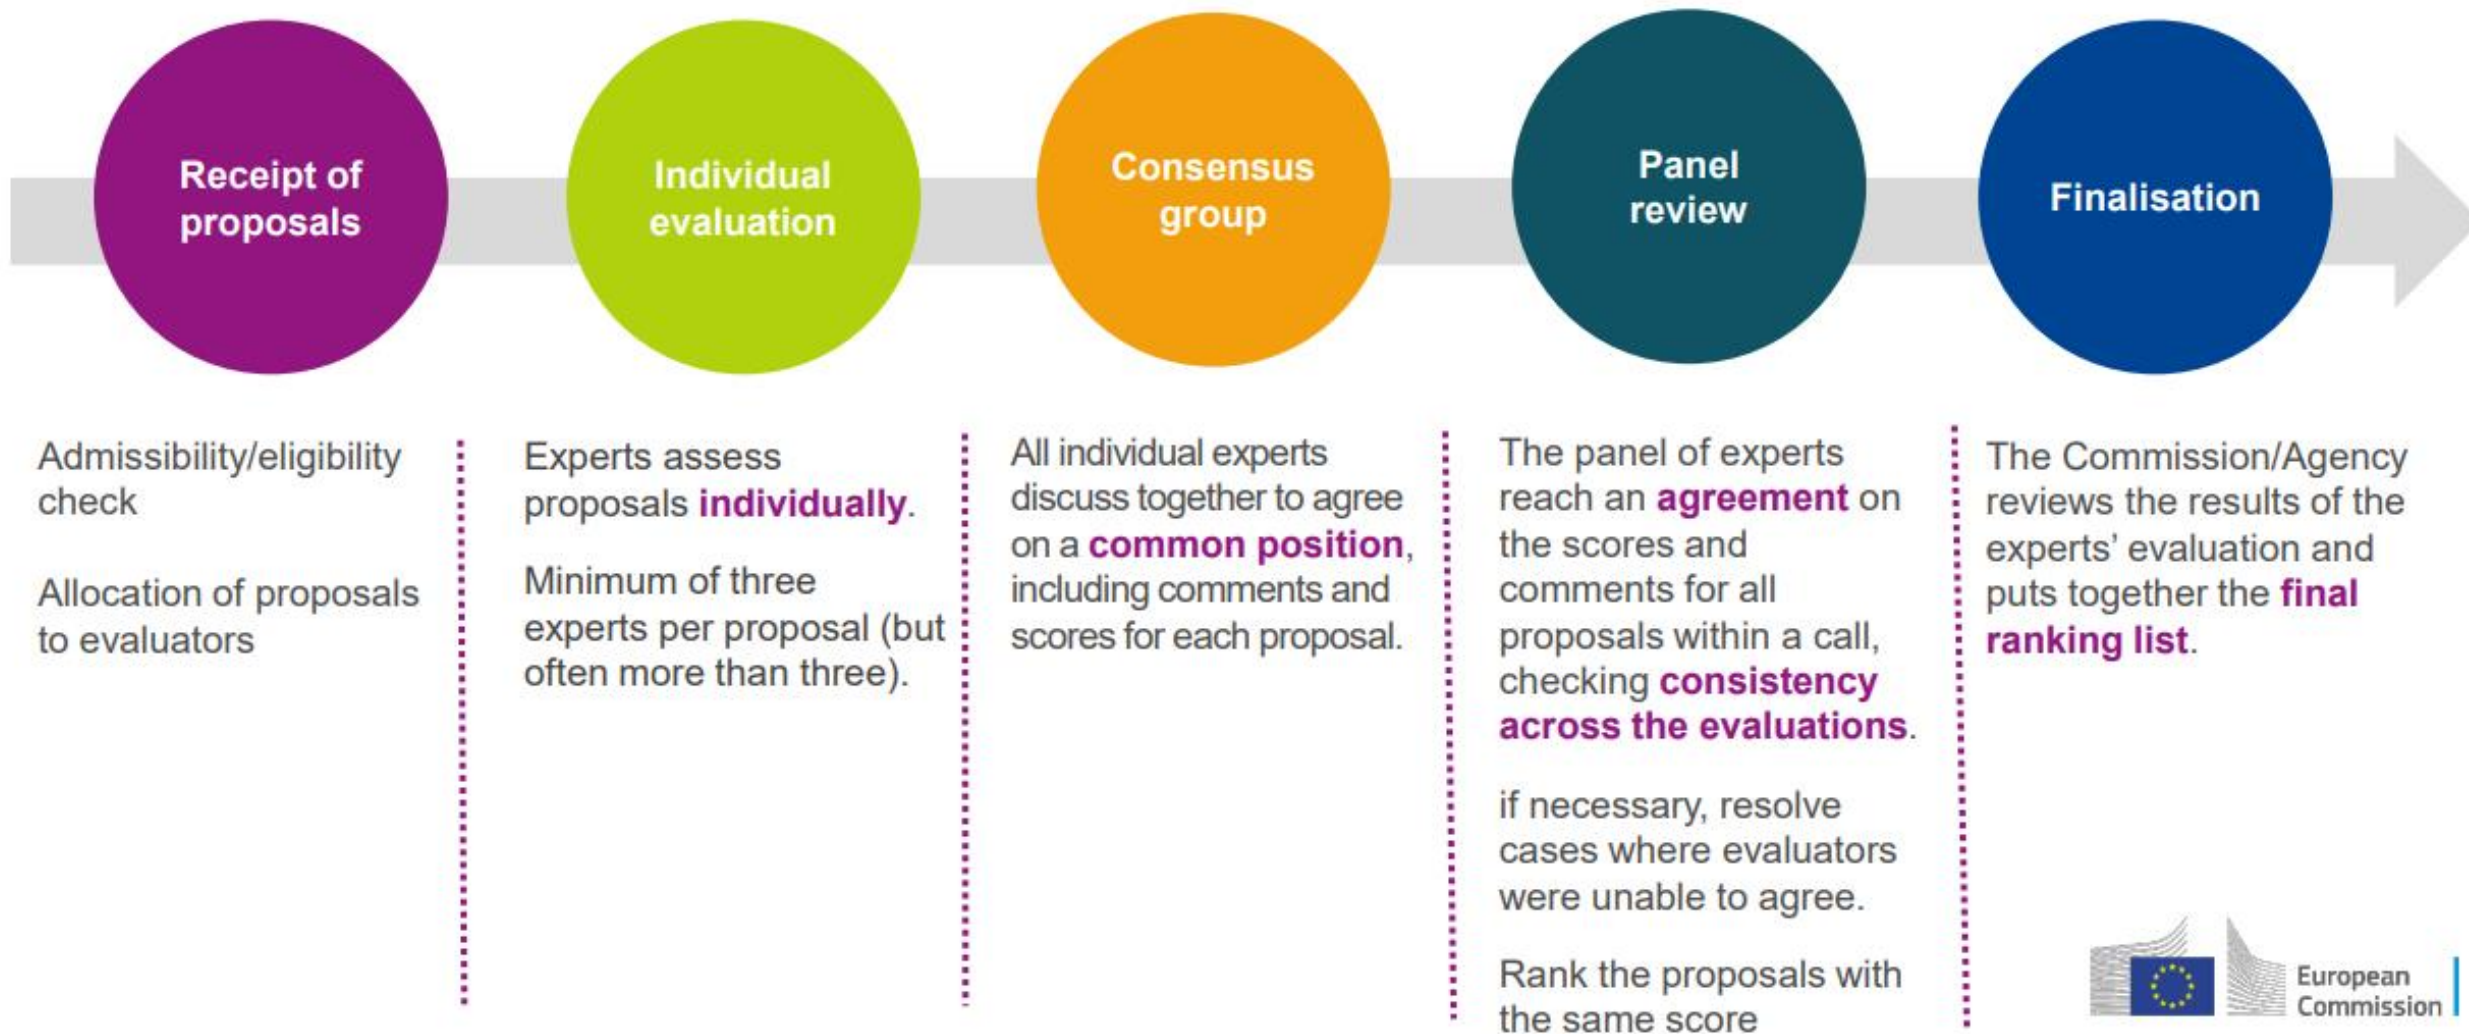 Receipt of
proposals
Individual
evaluation
Consensus
group
Panel
review
Finalisation
Admissibility/eligibility
check
Allocation of proposals
to evaluators
Experts assess
proposals individually.
Minimum of three
experts per proposal (but
often more than three).
All individual experts
discuss together to agree
on a common position,
including comments and
scores for each proposal.
The panel of experts
reach an agreement on
the scores and
comments for all
proposals within a call,
checking consistency
across the evaluations.
if necessary, resolve
cases where evaluators
were unable to agree.
Rank the proposals with
the same score
The Commission/Agency
reviews the results of the
experts’ evaluation and
puts together the final
ranking list.
European
Commission